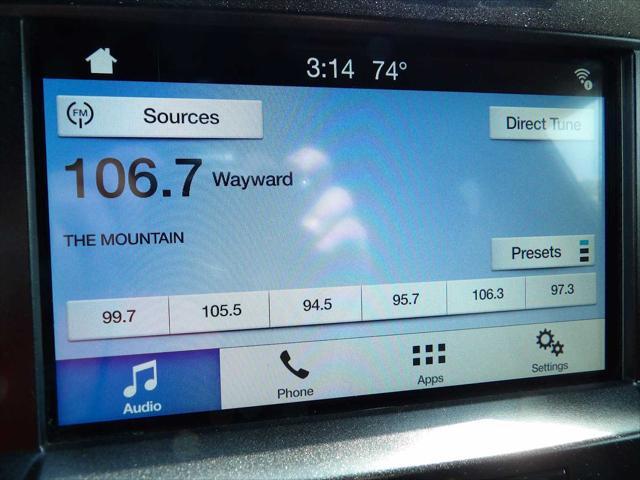 3:14 74°
FM Sources
Direct Tune
106.7 Wayward
THE MOUNTAIN
Presets
99.7 105.5 94.5 95.7 106.3 97.3
Audio Phone Apps Settings